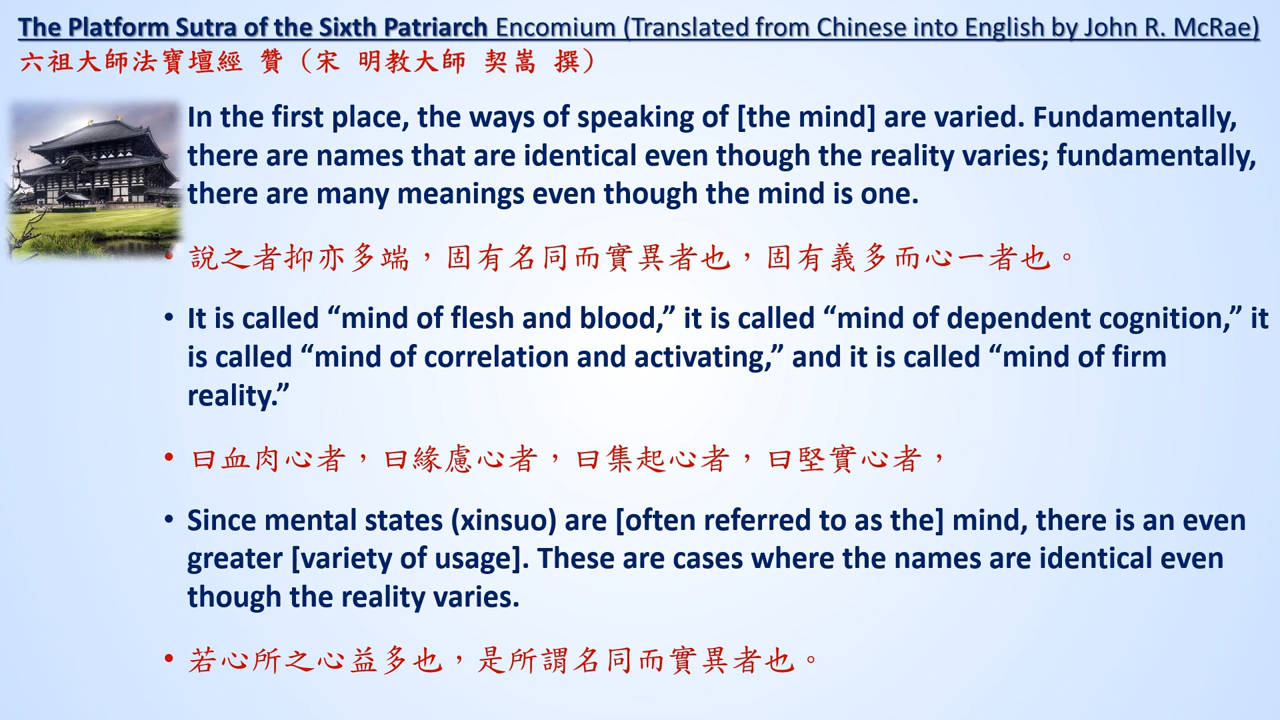 The Platform Sutra of the Sixth Patriarch Encomium (Translated from Chinese into English by John R. McRae)
六祖大師法寶壇經 贊 (宋 明教大師 契嵩 撰)
In the first place, the ways of speaking of [the mind] are varied. Fundamentally,
there are names that are identical even though the reality varies; fundamentally,
there are many meanings even though the mind is one.
• 說之者抑亦多端，固有名同而實異者也，固有義多而心一者也。
• It is called “mind of flesh and blood,” it is called “mind of dependent cognition,” it
is called “mind of correlation and activating,” and it is called “mind of firm
reality.”
• 曰血肉心者，曰緣慮心者，曰集起心者，曰堅實心者，
• Since mental states (xinsuo) are [often referred to as the] mind, there is an even
greater [variety of usage]. These are cases where the names are identical even
though the reality varies.
• 若心所之心益多也，是所謂名同而實異者也。